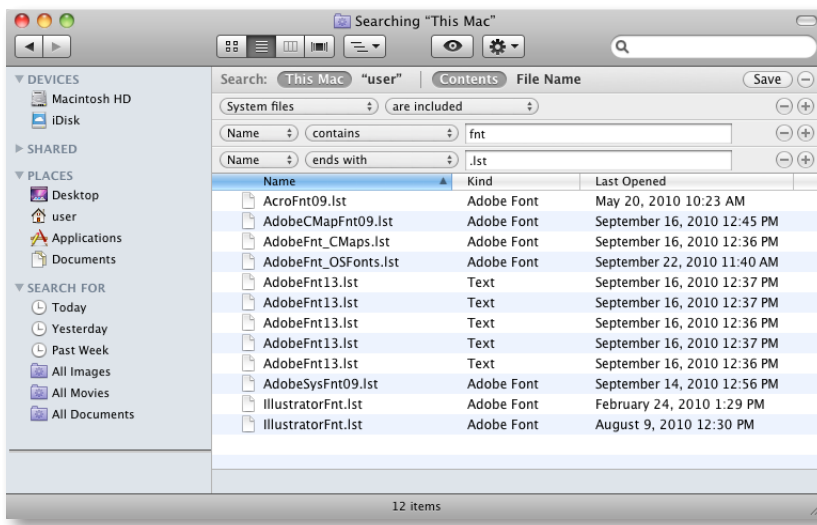 Searching “This Mac”
DEVICES
Macintosh HD
iDisk
SHARED
PLACES
Desktop
user
Applications
Documents
SEARCH FOR
Today
Yesterday
Past Week
All Images
All Movies
All Documents
Search: This Mac “user” Contents File Name Save
System files are included
Name contains fnt
Name ends with .lst
Name Kind Last Opened
AcroFnt09.lst Adobe Font May 20, 2010 10:23 AM
AdobeCMapFnt09.lst Adobe Font September 16, 2010 12:45 PM
AdobeFnt_CMaps.lst Adobe Font September 16, 2010 12:36 PM
AdobeFnt_OSFonts.lst Adobe Font September 22, 2010 11:40 AM
AdobeFnt13.lst Text September 16, 2010 12:37 PM
AdobeFnt13.lst Text September 16, 2010 12:37 PM
AdobeFnt13.lst Text September 16, 2010 12:36 PM
AdobeFnt13.lst Text September 16, 2010 12:37 PM
AdobeFnt13.lst Text September 16, 2010 12:36 PM
AdobeSysFnt09.lst Adobe Font September 14, 2010 12:56 PM
IllustratorFnt.lst Adobe Font February 24, 2010 1:29 PM
IllustratorFnt.lst Adobe Font August 9, 2010 12:30 PM
12 items